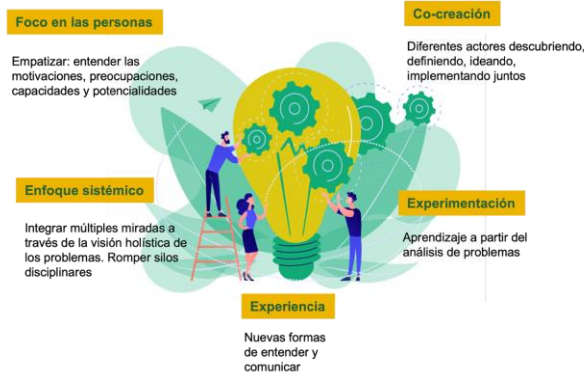 Foco en las personas
Empatizar: entender las
motivaciones, preocupaciones,
capacidades y potencialidades
Co-creación
Diferentes actores descubriendo,
definiendo, ideando,
implementando juntos
Enfoque sistémico
Integrar múltiples miradas a
través de la visión holística de
los problemas. Romper silos
disciplinares
Experimentación
Aprendizaje a partir del
análisis de problemas
Experiencia
Nuevas formas
de entender y
comunicar